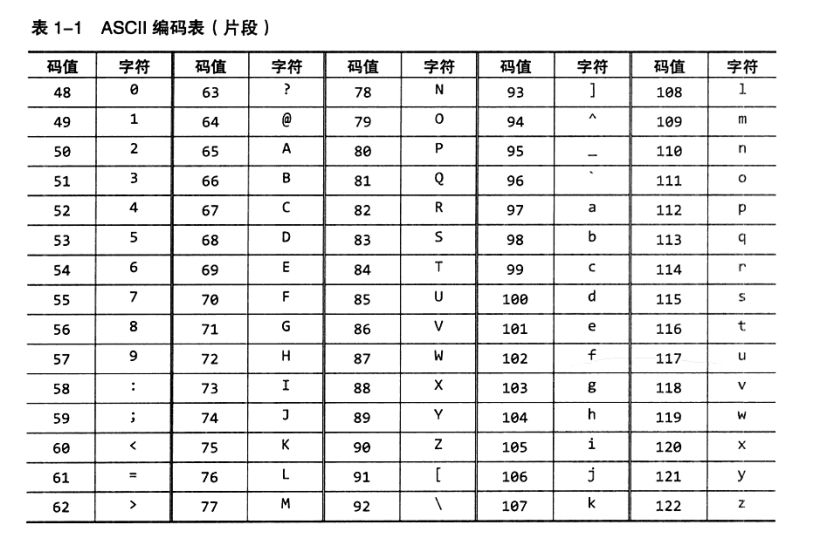 表 1-1 ASCII 编码表（片段）
码值 字符 码值 字符 码值 字符 码值 字符 码值 字符
48 0 63 ? 78 N 93 ] 108 l
49 1 64 @ 79 O 94 ^ 109 m
50 2 65 A 80 P 95 _ 110 n
51 3 66 B 81 Q 96 ` 111 o
52 4 67 C 82 R 97 a 112 p
53 5 68 D 83 S 98 b 113 q
54 6 69 E 84 T 99 c 114 r
55 7 70 F 85 U 100 d 115 s
56 8 71 G 86 V 101 e 116 t
57 9 72 H 87 W 102 f 117 u
58 : 73 I 88 X 103 g 118 v
59 ; 74 J 89 Y 104 h 119 w
60 < 75 K 90 Z 105 i 120 x
61 = 76 L 91 [ 106 j 121 y
62 > 77 M 92 \ 107 k 122 z